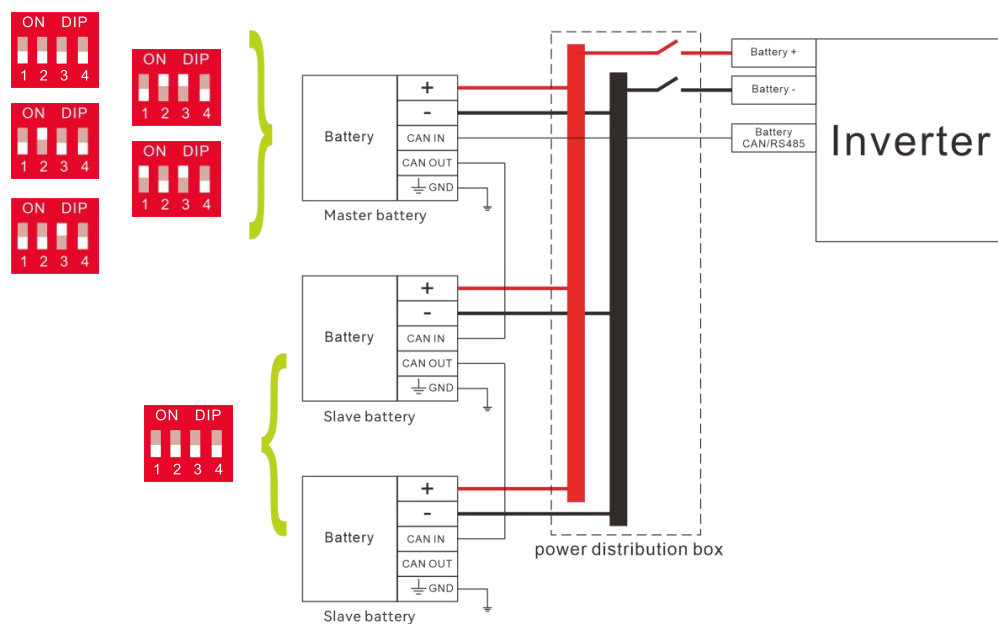 ON DIP
1 2 3 4
ON DIP
1 2 3 4
ON DIP
1 2 3 4
ON DIP
1 2 3 4
ON DIP
1 2 3 4
Battery
+
-
CAN IN
CAN OUT
GND
Master battery
Battery
+
-
CAN IN
CAN OUT
GND
Slave battery
ON DIP
1 2 3 4
Battery
+
-
CAN IN
CAN OUT
GND
Slave battery
power distribution box
Battery +
Battery -
Battery
CAN/RS485
Inverter